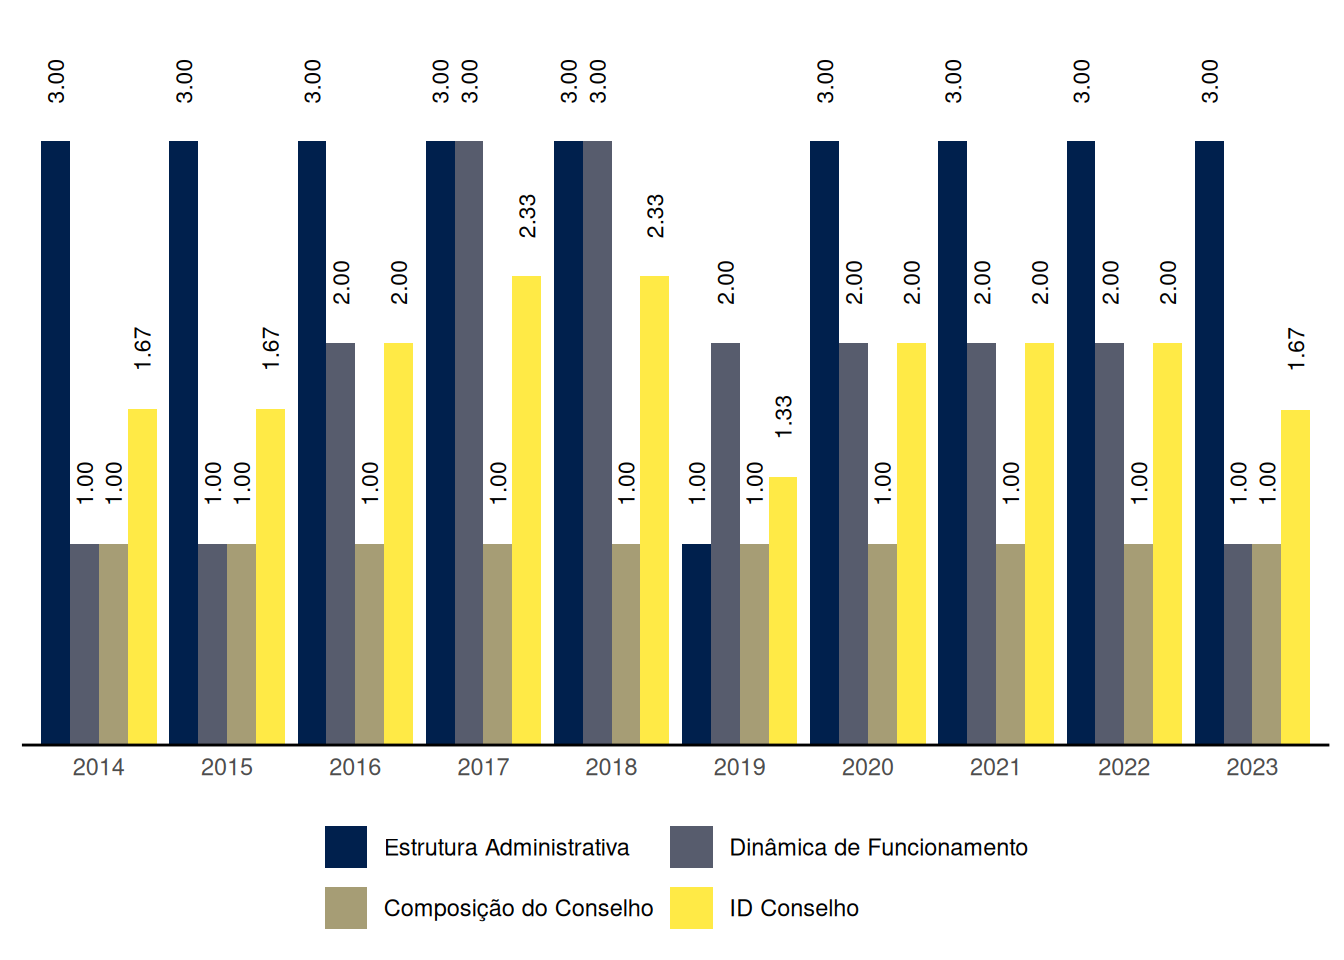 3.00 3.00 3.00 3.00 3.00 3.00 3.00 3.00 3.00 3.00 3.00
2.33 2.33
2.00 2.00 2.00 2.00 2.00 2.00 2.00 2.00 2.00
1.67 1.67 1.67
1.33
1.00 1.00 1.00 1.00 1.00 1.00 1.00 1.00 1.00 1.00 1.00 1.00 1.00 1.00
2014 2015 2016 2017 2018 2019 2020 2021 2022 2023
Estrutura Administrativa Dinâmica de Funcionamento
Composição do Conselho ID Conselho